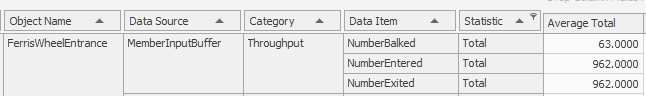 Object Name Data Source Category Data Item Statistic Average Total
FerrisWheelEntrance MemberInputBuffer Throughput NumberBalked Total 63.0000
NumberEntered Total 962.0000
NumberExited Total 962.0000